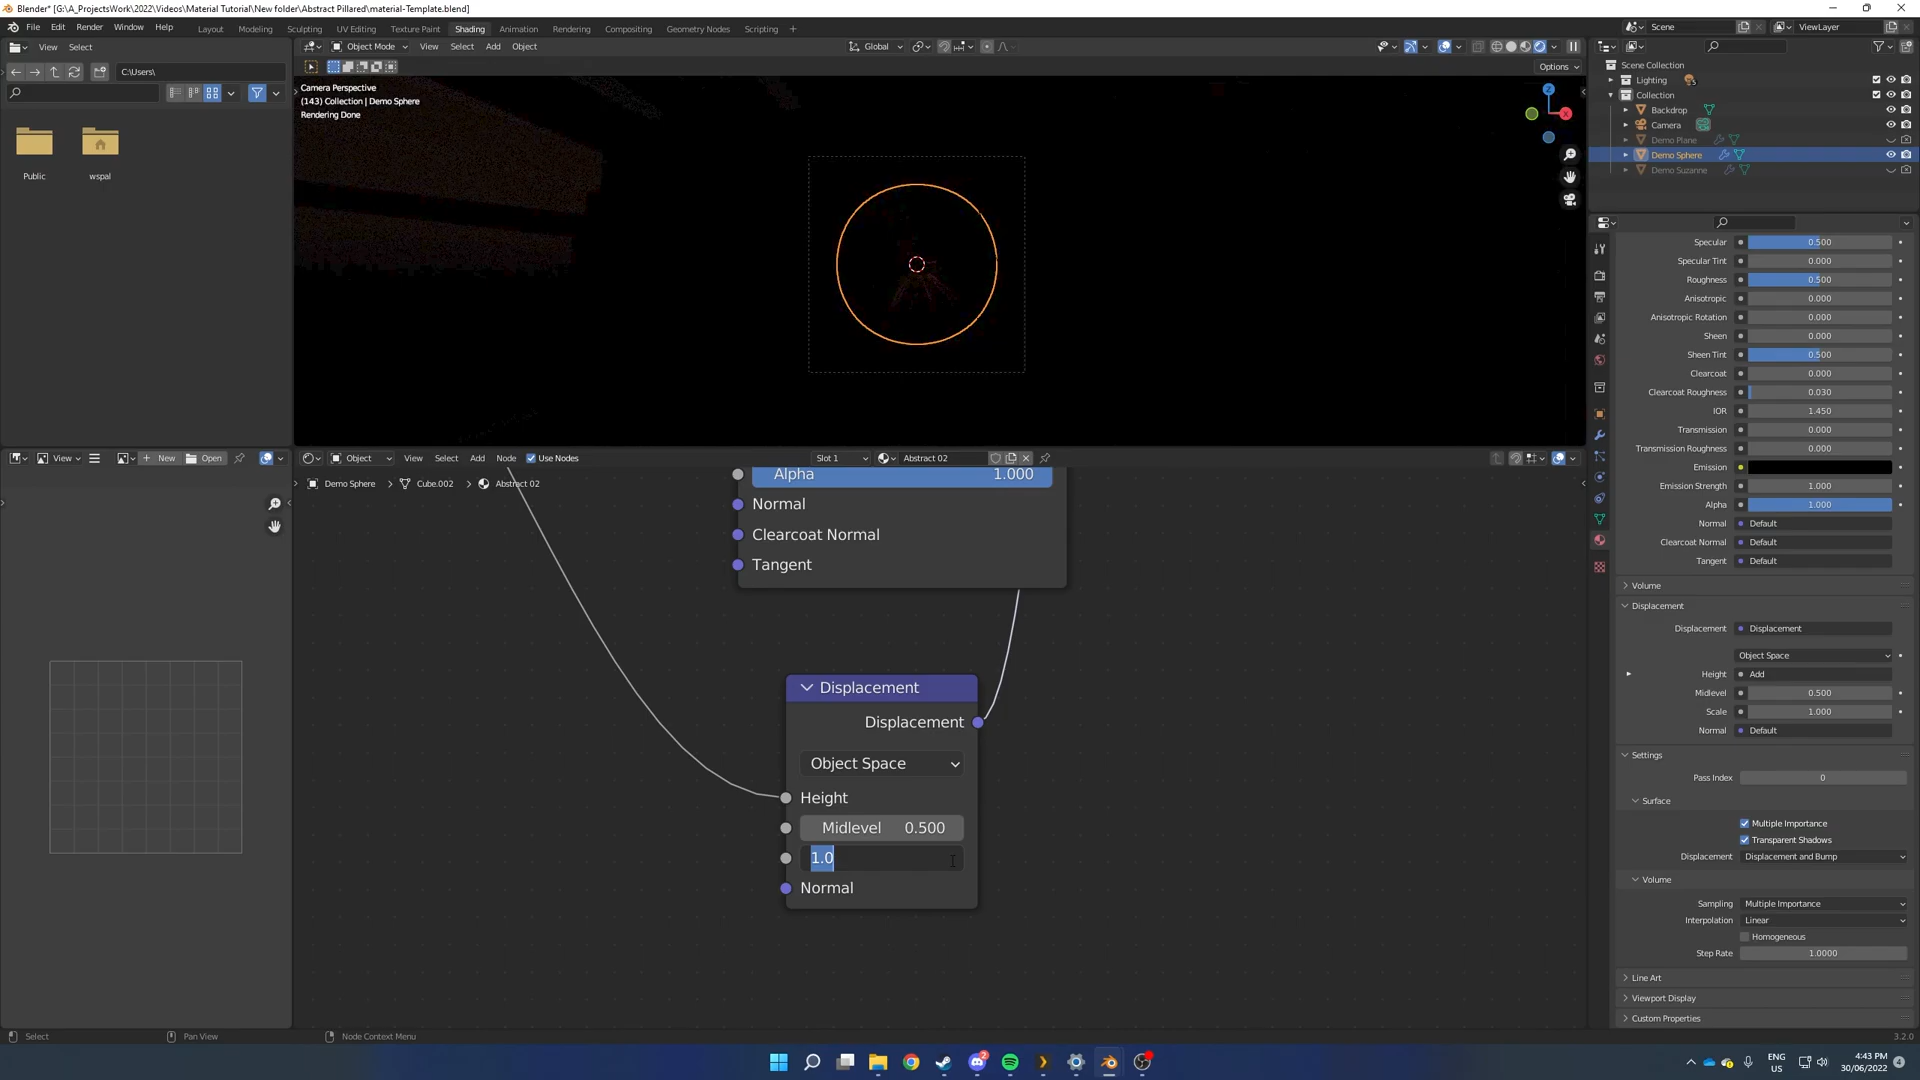 Blender* [G:\A_ProjectsWork\2022\Videos\Material Tutorial\New folder\Abstract Pillared\material-Template.blend]
File Edit Render Window Help Layout Modeling Sculpting UV Editing Texture Paint Shading Animation Rendering Compositing Geometry Nodes Scripting + Scene ViewLayer
View Select Object Mode View Select Add Object Global
Options
C:\Users\
Public wspal
Camera Perspective
(143) Collection | Demo Sphere
Rendering Done
Z
X
Scene Collection
Lighting
Collection
Backdrop
Camera
Demo Plane
Demo Sphere
Demo Suzanne
Specular 0.500
Specular Tint 0.000
Roughness 0.500
Anisotropic 0.000
Anisotropic Rotation 0.000
Sheen 0.000
Sheen Tint 0.500
Clearcoat 0.000
Clearcoat Roughness 0.030
IOR 1.450
Transmission 0.000
Transmission Roughness 0.000
Emission
Emission Strength 1.000
Alpha 1.000
Normal Default
Clearcoat Normal Default
Tangent Default
Volume
Displacement
Displacement Displacement
Object Space
Height Add
Midlevel 0.500
Scale 1.000
Normal Default
Settings
Pass Index 0
Surface
Multiple Importance
Transparent Shadows
Displacement Displacement and Bump
Volume
Sampling Multiple Importance
Interpolation Linear
Homogeneous
Step Rate 1.0000
Line Art
Viewport Display
Custom Properties
View + New Open
Object View Select Add Node Use Nodes Slot 1 Abstract 02
Demo Sphere > Cube.002 > Abstract 02
Alpha 1.000
Normal
Clearcoat Normal
Tangent
Displacement
Displacement
Object Space
Height
Midlevel 0.500
1.0
Normal
Select Pan View Node Context Menu 3.2.0
2
ENG
US
4:43 PM
30/06/2022
4